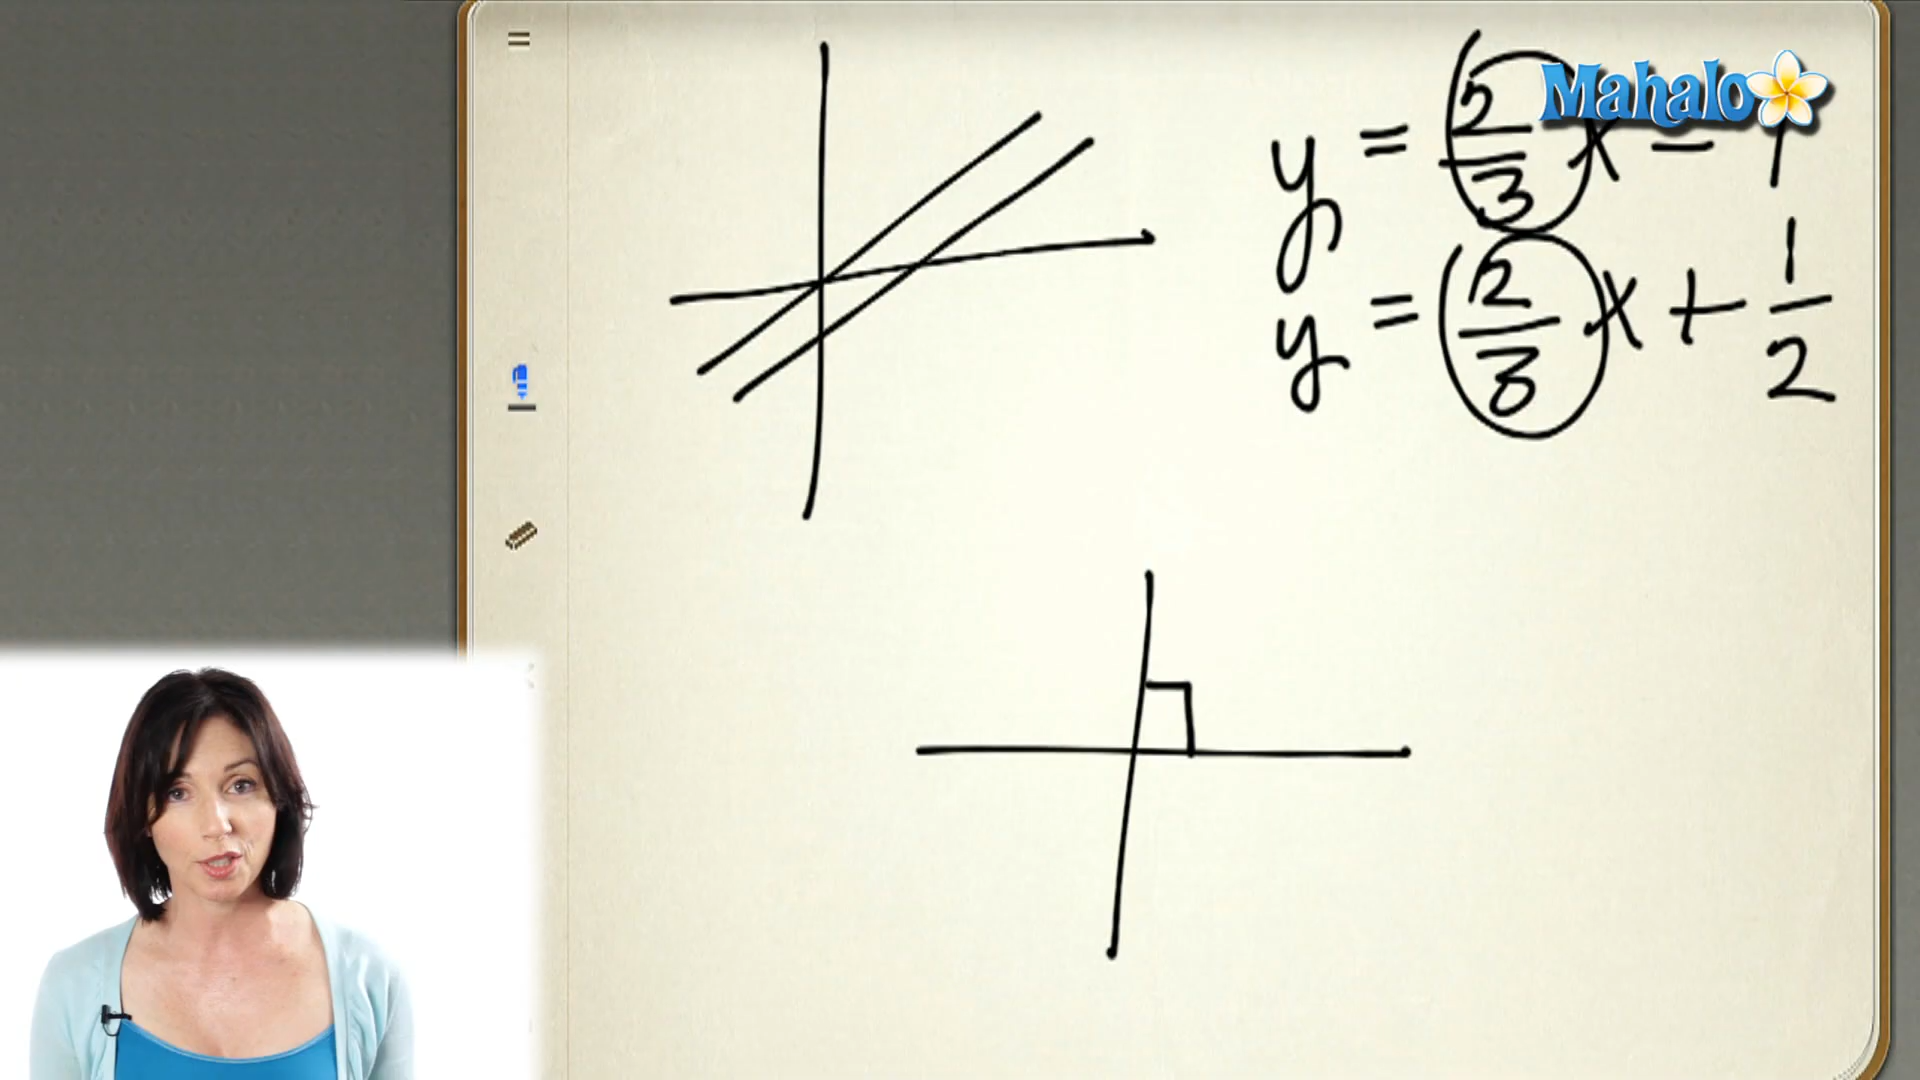 Mahalo
y = 2/3 x - 1
y = 2/3 x + 1/2